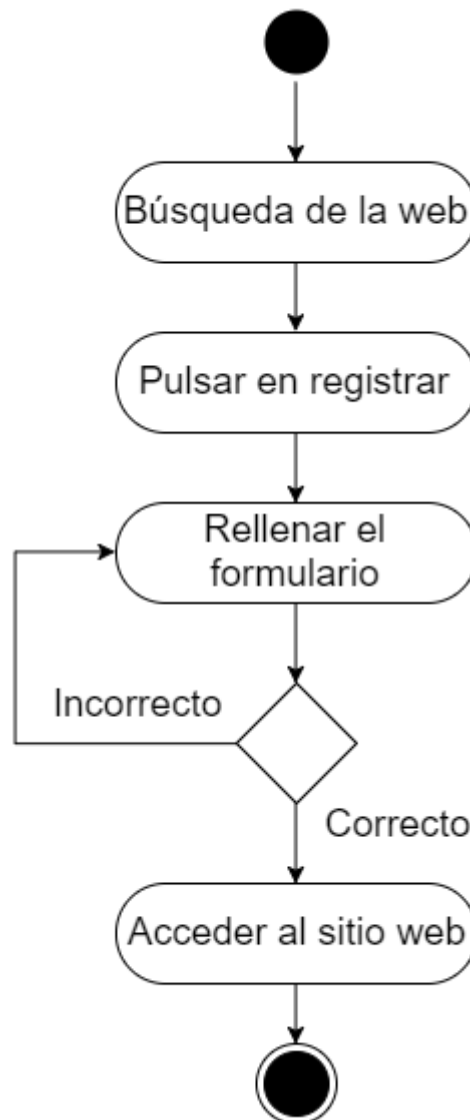 Búsqueda de la web
Pulsar en registrar
Rellenar el
formulario
Incorrecto
Correcto
Acceder al sitio web